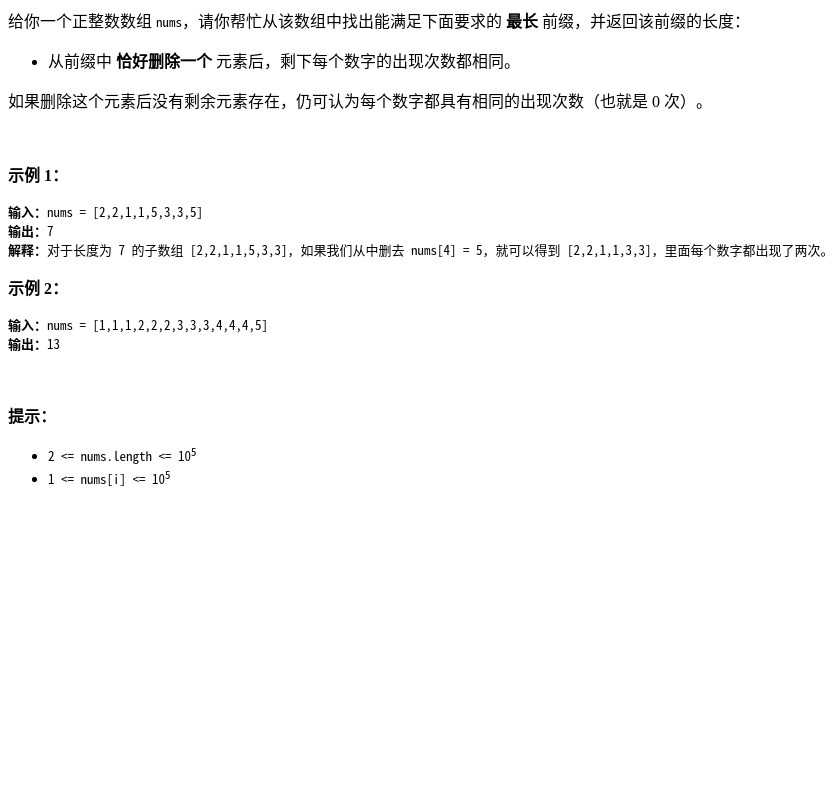 给你一个正整数数组 nums，请你帮忙从该数组中找出能满足下面要求的 最长 前缀，并返回该前缀的长度：
从前缀中 恰好删除一个 元素后，剩下每个数字的出现次数都相同。
如果删除这个元素后没有剩余元素存在，仍可认为每个数字都具有相同的出现次数（也就是 0 次）。
示例 1：
输入：nums = [2,2,1,1,5,3,3,5]
输出：7
解释：对于长度为 7 的子数组 [2,2,1,1,5,3,3]，如果我们从中删去 nums[4] = 5，就可以得到 [2,2,1,1,3,3]，里面每个数字都出现了两次。
示例 2：
输入：nums = [1,1,1,2,2,2,3,3,3,4,4,4,5]
输出：13
提示：
2 <= nums.length <= 10^5
1 <= nums[i] <= 10^5